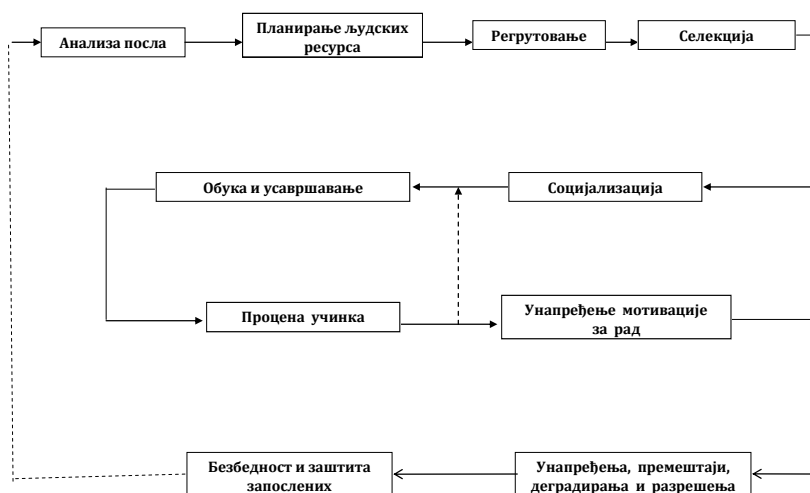 Анализа посла
Планирање људских
ресурса
Регрутовање
Селекција
Обука и усавршавање
Социјализација
Процена учинка
Унапређење мотивације
за рад
Безбедност и заштита
запослених
Унапређења, премештаји,
деградирања и разрешења